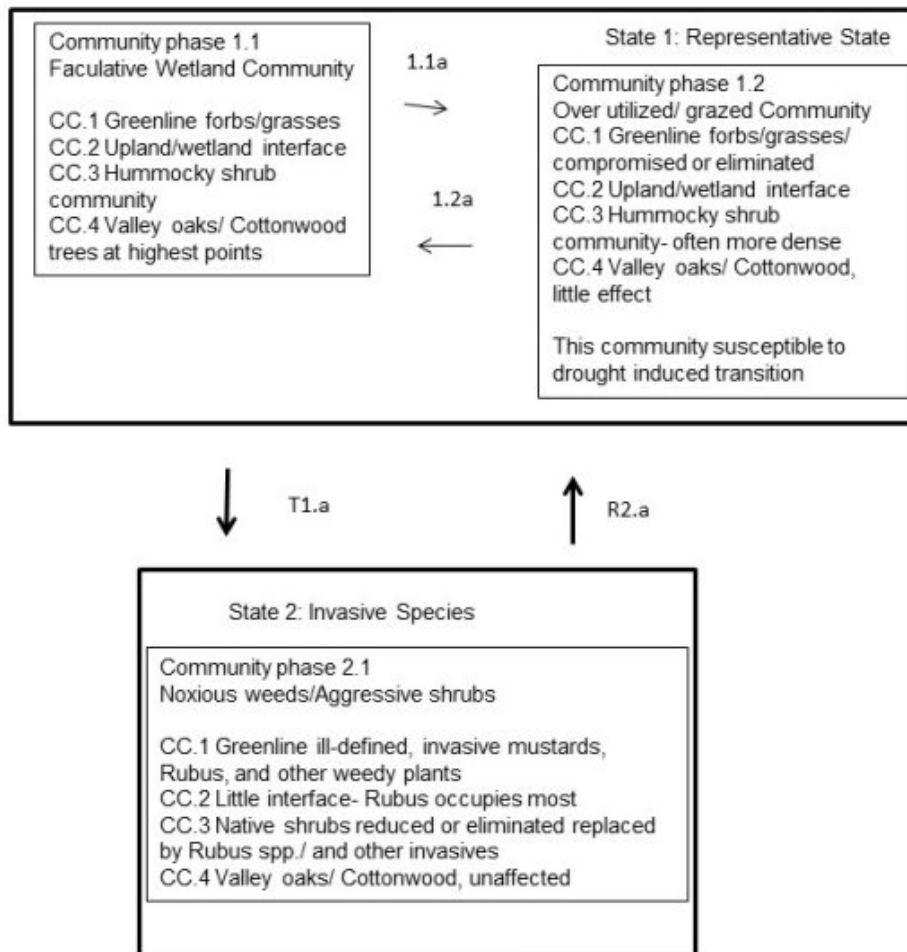 State 1: Representative State
Community phase 1.1
Faculative Wetland Community
CC.1 Greenline forbs/grasses
CC.2 Upland/wetland interface
CC.3 Hummocky shrub
community
CC.4 Valley oaks/ Cottonwood
trees at highest points
1.1a
1.2a
Community phase 1.2
Over utilized/ grazed Community
CC.1 Greenline forbs/grasses/
compromised or eliminated
CC.2 Upland/wetland interface
CC.3 Hummocky shrub
community- often more dense
CC.4 Valley oaks/ Cottonwood,
little effect
This community susceptible to
drought induced transition
T1.a
R2.a
State 2: Invasive Species
Community phase 2.1
Noxious weeds/Aggressive shrubs
CC.1 Greenline ill-defined, invasive mustards,
Rubus, and other weedy plants
CC.2 Little interface- Rubus occupies most
CC.3 Native shrubs reduced or eliminated replaced
by Rubus spp./ and other invasives
CC.4 Valley oaks/ Cottonwood, unaffected